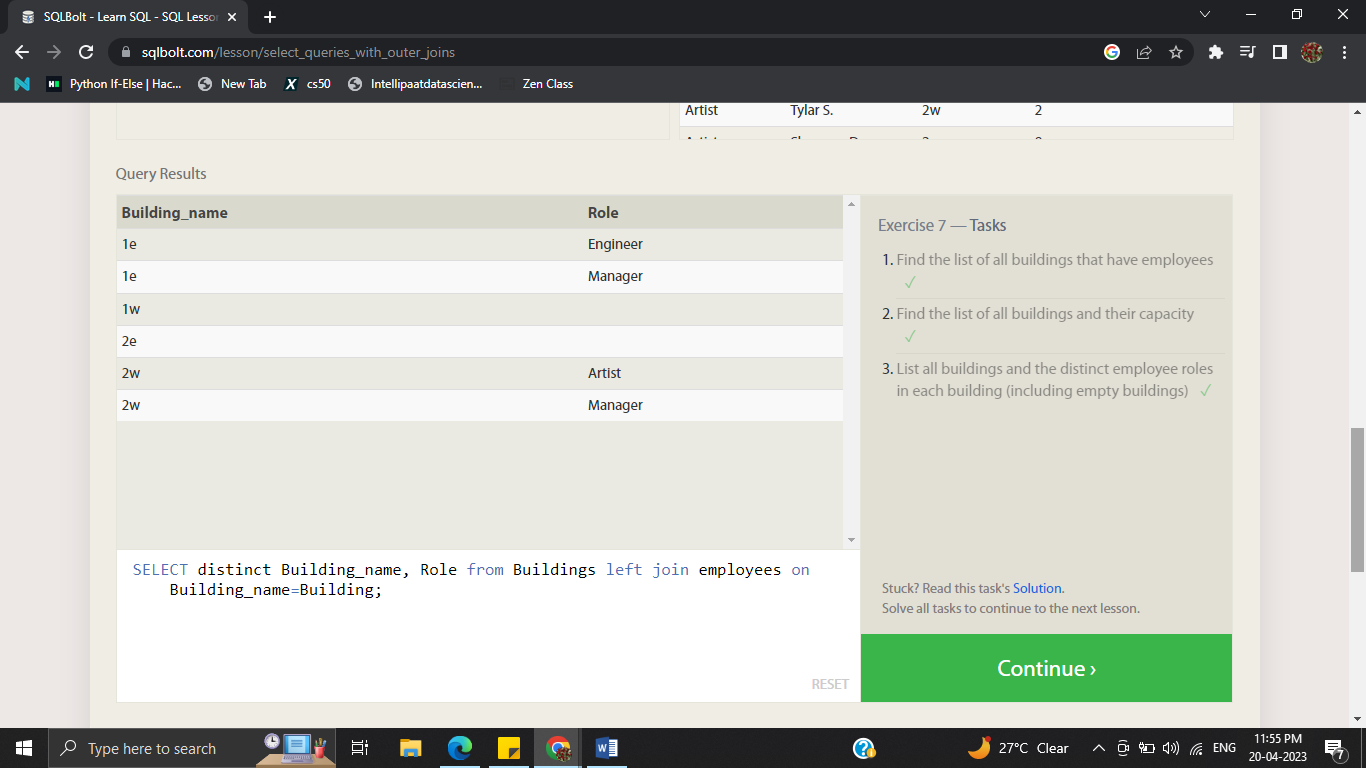 SQLBolt - Learn SQL - SQL Lesson
sqlbolt.com/lesson/select_queries_with_outer_joins
Python If-Else | Hac... New Tab cs50 Intellipaatdatascien... Zen Class
Artist Tylar S. 2w 2
Query Results
Building_name Role
1e Engineer
1e Manager
1w
2e
2w Artist
2w Manager
Exercise 7 — Tasks
1. Find the list of all buildings that have employees
✓
2. Find the list of all buildings and their capacity
✓
3. List all buildings and the distinct employee roles
in each building (including empty buildings) ✓
SELECT distinct Building_name, Role from Buildings left join employees on
Building_name=Building;
RESET
Stuck? Read this task's Solution.
Solve all tasks to continue to the next lesson.
Continue ›
Type here to search
27°C Clear
ENG
11:55 PM
20-04-2023
7